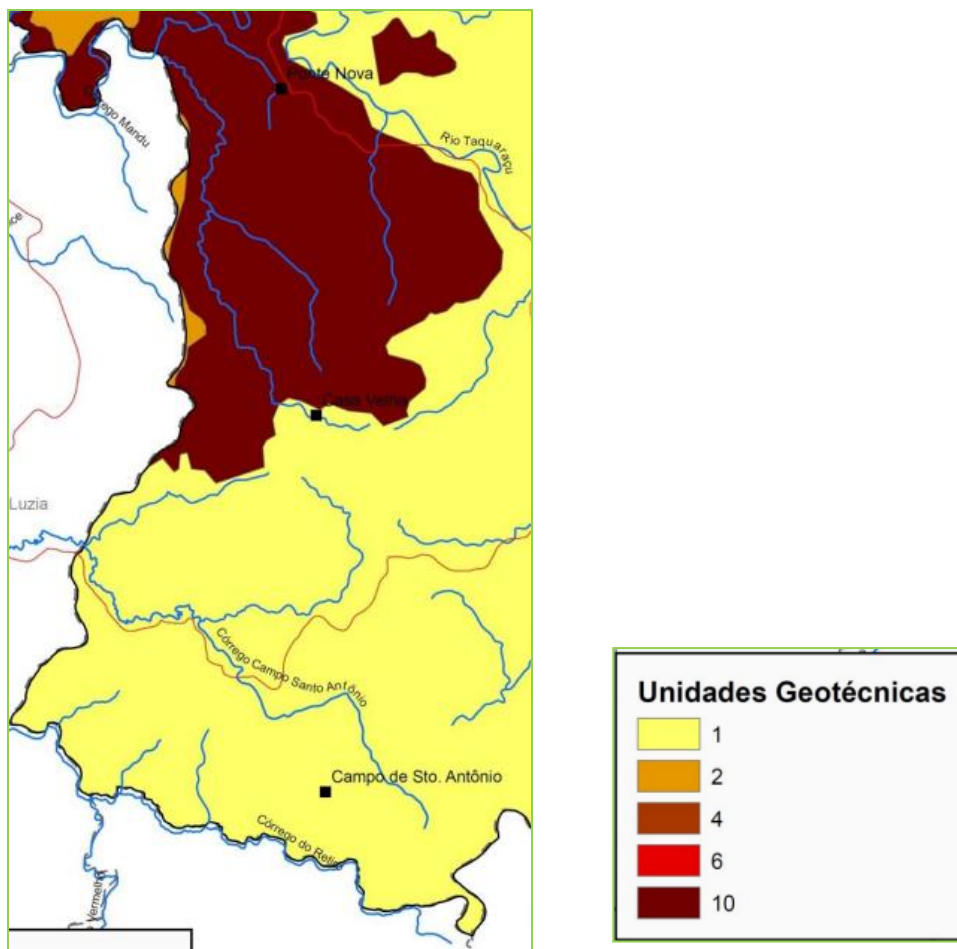 Ponte Nova
Córrego Mandu
Rio Taquaraçu
Casa Velha
Luzia
Córrego Campo Santo Antônio
Campo de Sto. Antônio
Córrego do Retiro
Vermelho
Unidades Geotécnicas
1
2
4
6
10